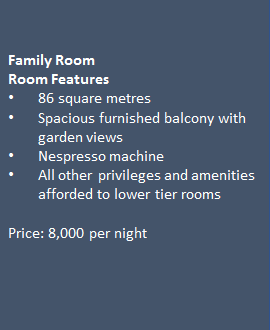 Family Room
Room Features
• 86 square metres
• Spacious furnished balcony with
garden views
• Nespresso machine
• All other privileges and amenities
afforded to lower tier rooms
Price: 8,000 per night